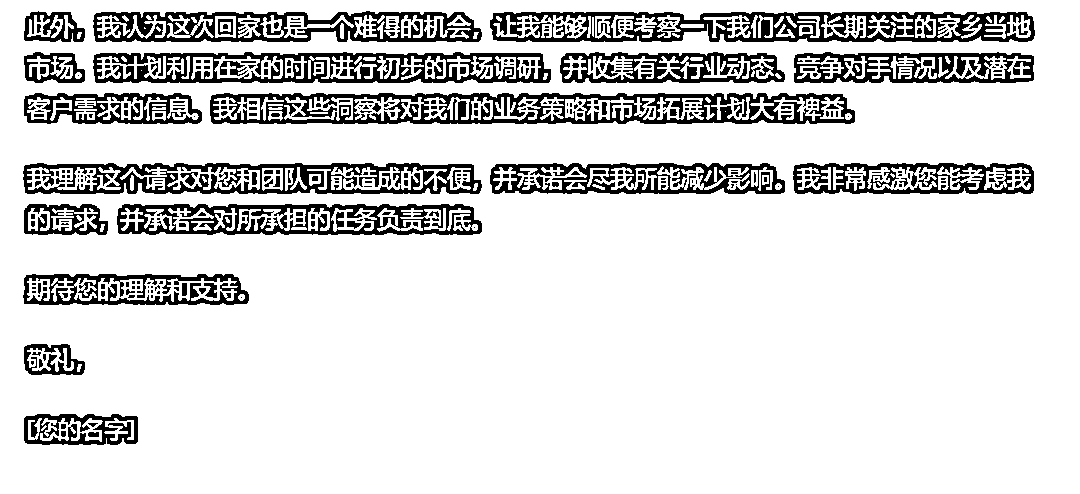 此外，我认为这次回家也是一个难得的机会，让我能够顺便考察一下我们公司长期关注的家乡当地
市场。我计划利用在家的时间进行初步的市场调研，并收集有关行业动态、竞争对手情况以及潜在
客户需求的信息。我相信这些洞察将对我们的业务策略和市场拓展计划大有裨益。
我理解这个请求对您和团队可能造成的不便，并承诺会尽我所能减少影响。我非常感激您能考虑我
的请求，并承诺会对所承担的任务负责到底。
期待您的理解和支持。
敬礼，
[您的名字]